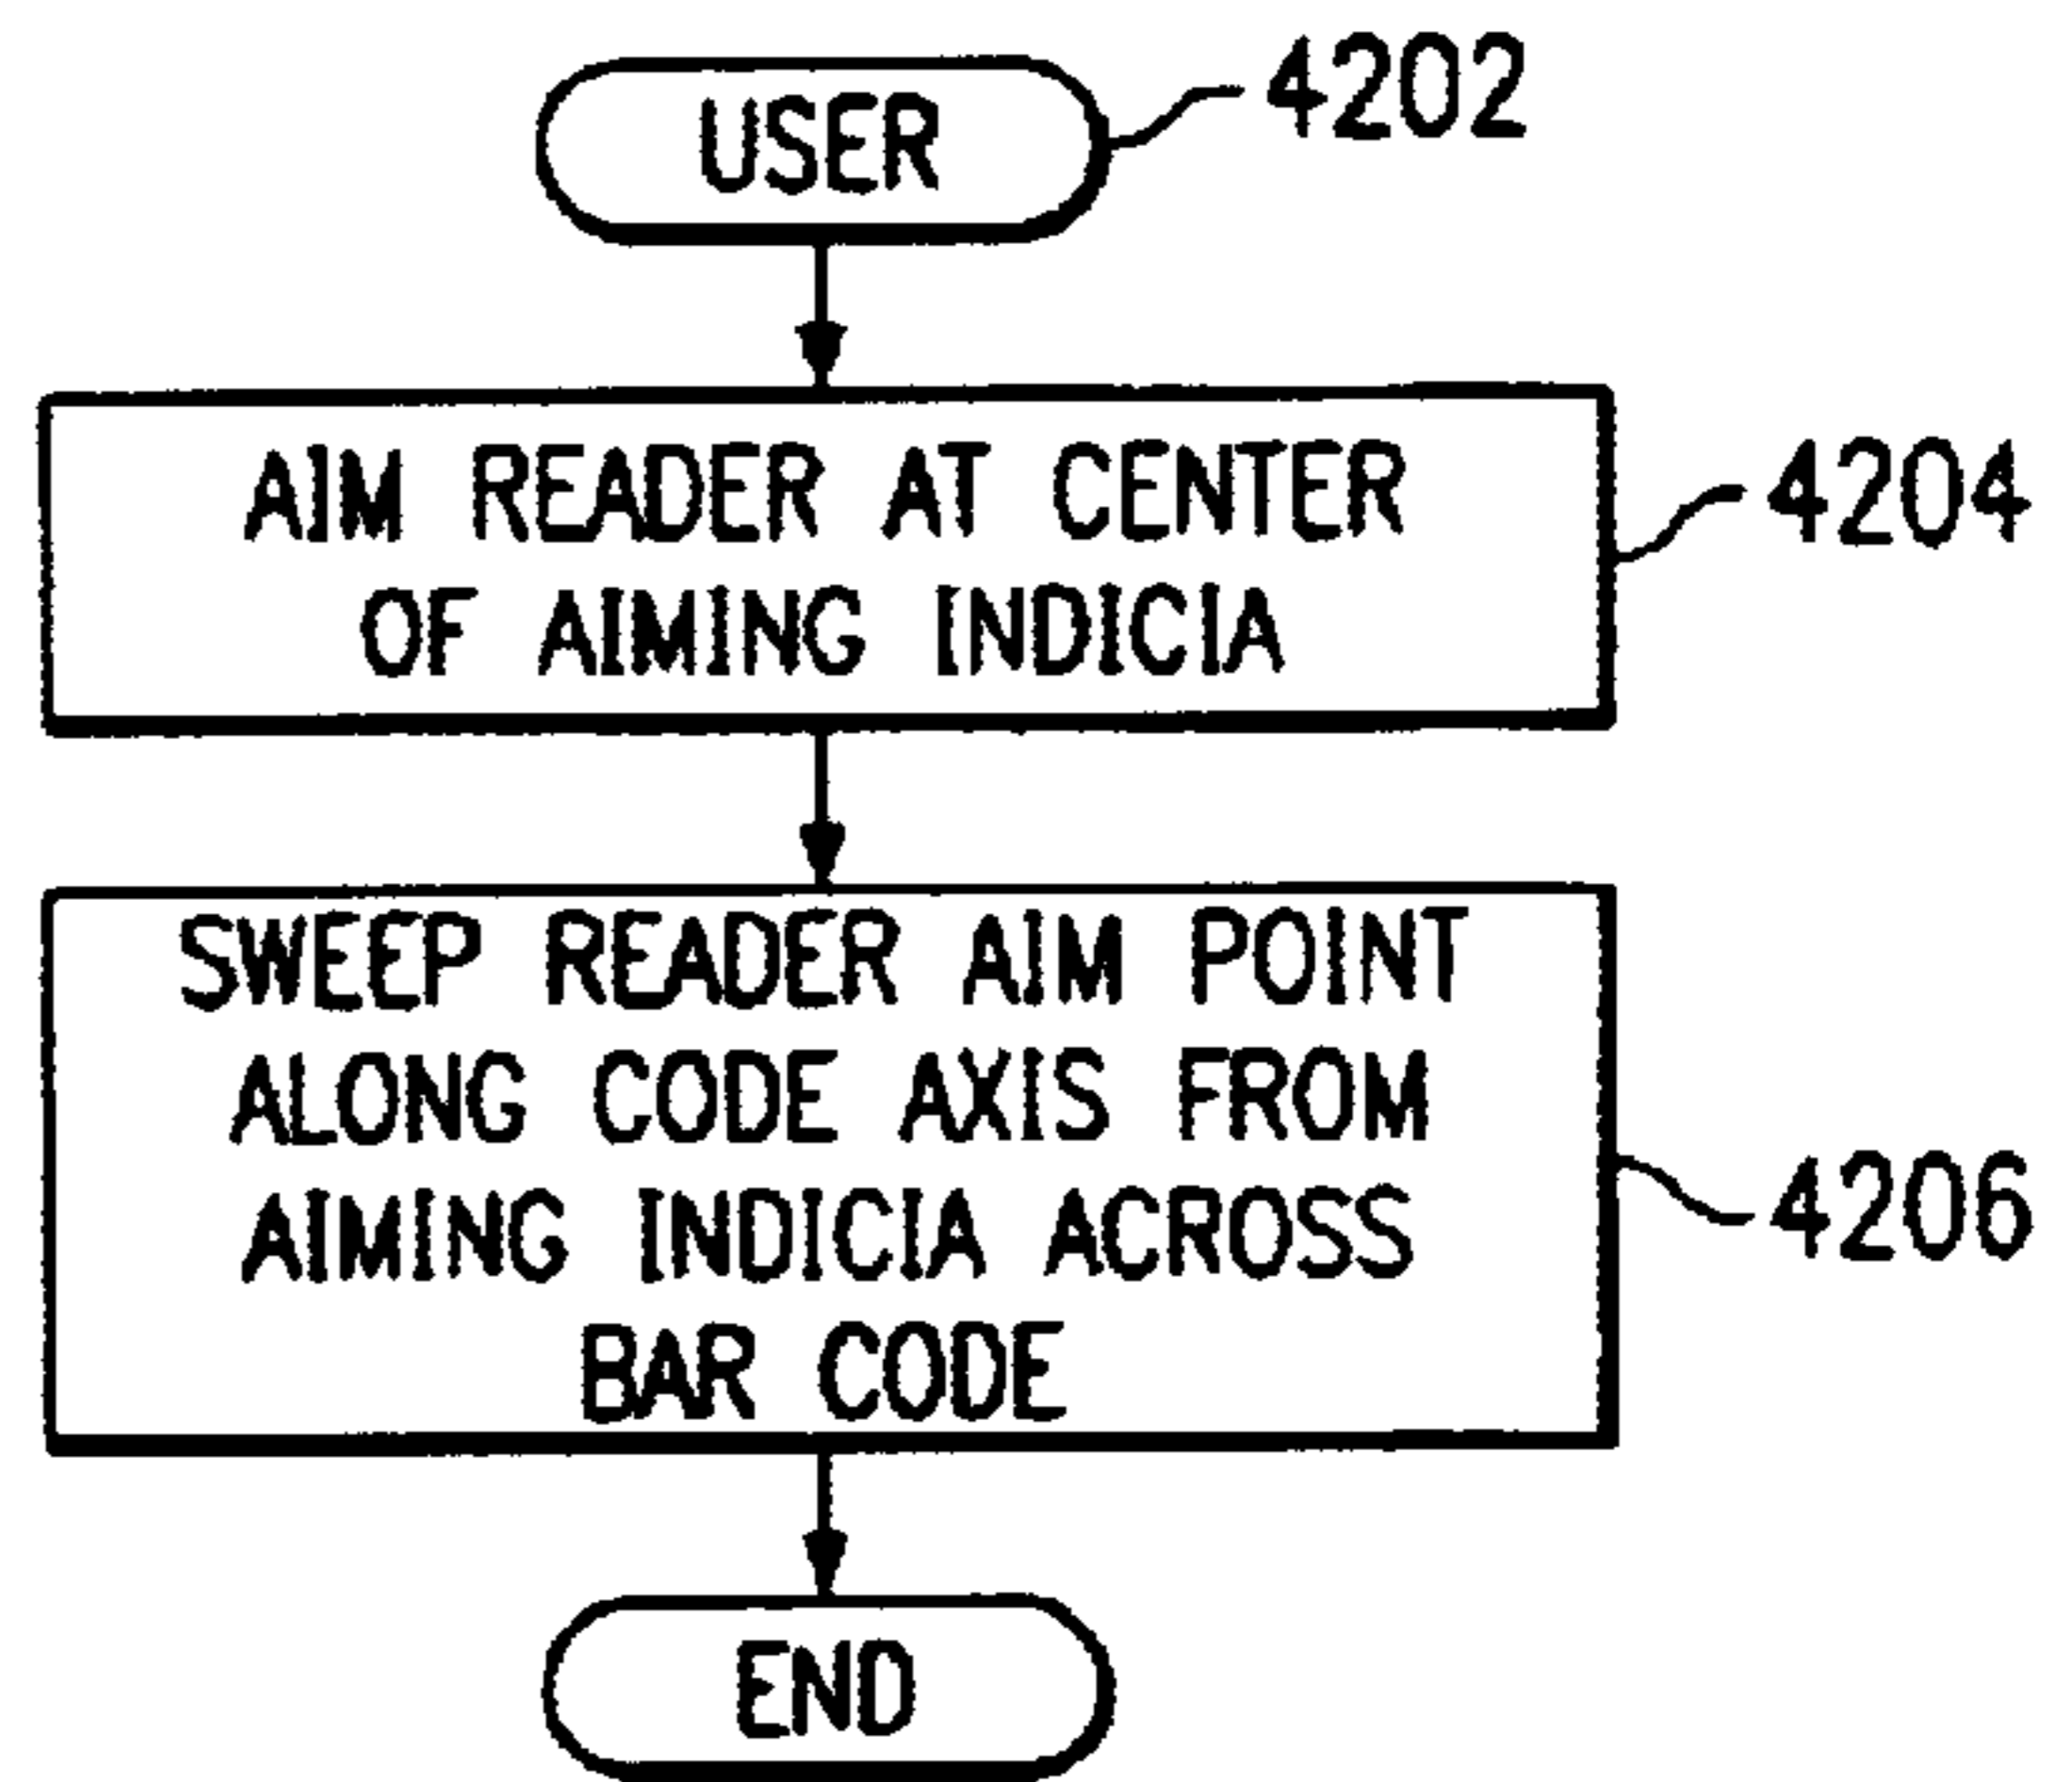 USER
4202
AIM READER AT CENTER
OF AIMING INDICIA
4204
SWEEP READER AIM POINT
ALONG CODE AXIS FROM
AIMING INDICIA ACROSS
BAR CODE
4206
END